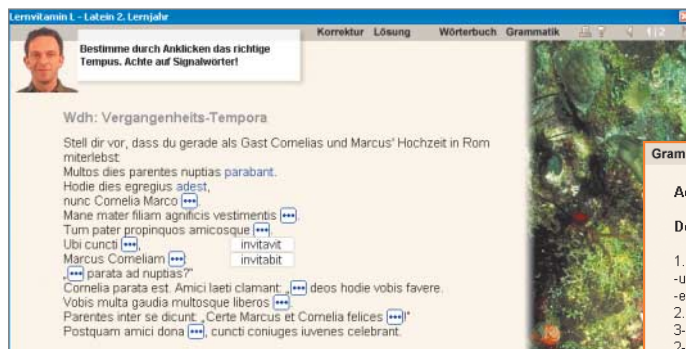 Lernvitamin L - Latein 2. Lernjahr
Korrektur Lösung Wörterbuch Grammatik
Bestimme durch Anklicken das richtige
Tempus. Achte auf Signalwörter!
Wdh: Vergangenheits-Tempora
Stell dir vor, dass du gerade als Gast Cornelias und Marcus' Hochzeit in Rom
miterlebst:
Multos dies parentes nuptias parabant.
Hodie dies egregius adest,
nunc Cornelia Marco •••.
Mane mater filiam agnificis vestimentis •••.
Tum pater propinquos amicosque •••.
Ubi cuncti •••, invitavit
Marcus Corneliam ••• invitabit
„••• parata ad nuptias?"
Cornelia parata est. Amici laeti clamant: „••• deos hodie vobis favere.
Vobis multa gaudia multosque liberos •••.
Parentes inter se dicunt: „Certe Marcus et Cornelia felices •••!"
Postquam amici dona •••, cuncti coniuges iuvenes celebrant.
Gram
1.
-u
-e
2.
3-
2-